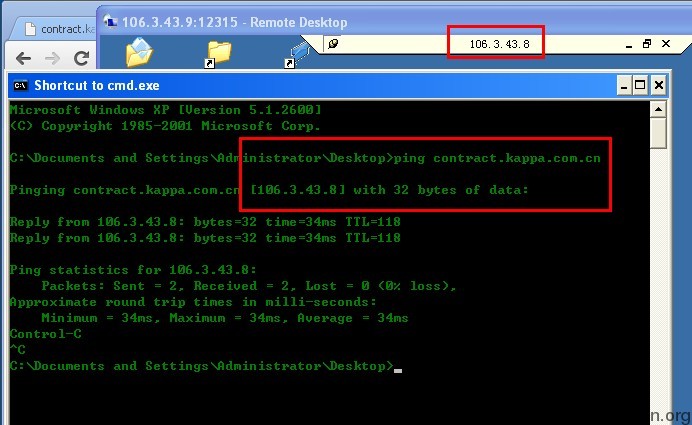 contract.ka
106.3.43.9:12315 - Remote Desktop
106.3.43.8
Shortcut to cmd.exe
Microsoft Windows XP [Version 5.1.2600]
(C) Copyright 1985-2001 Microsoft Corp.
C:\Documents and Settings\Administrator\Desktop>ping contract.kappa.com.cn
Pinging contract.kappa.com.cn [106.3.43.8] with 32 bytes of data:
Reply from 106.3.43.8: bytes=32 time=34ms TTL=118
Reply from 106.3.43.8: bytes=32 time=34ms TTL=118
Ping statistics for 106.3.43.8:
Packets: Sent = 2, Received = 2, Lost = 0 (0% loss),
Approximate round trip times in milli-seconds:
Minimum = 34ms, Maximum = 34ms, Average = 34ms
Control-C
^C
C:\Documents and Settings\Administrator\Desktop>_
n.org